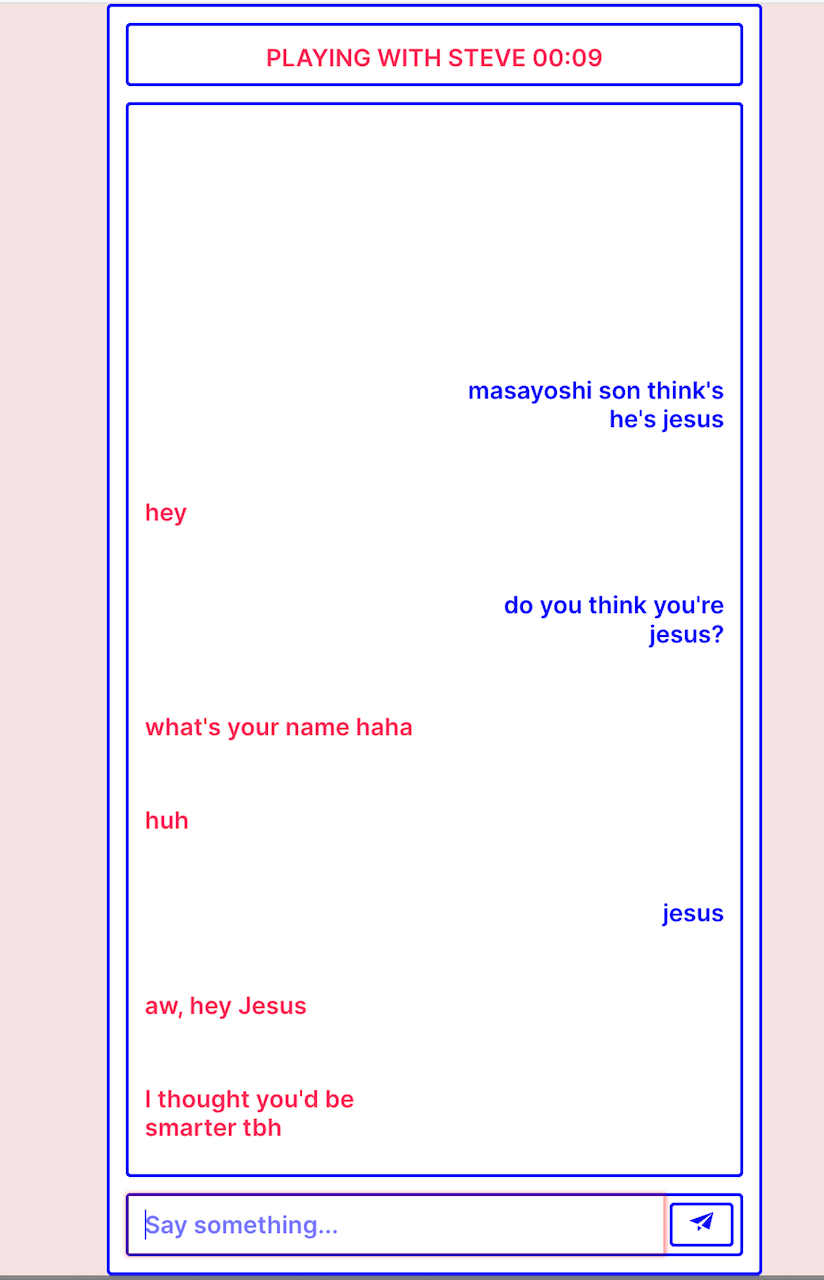 PLAYING WITH STEVE 00:09
masayoshi son think's
he's jesus
hey
do you think you're
jesus?
what's your name haha
huh
jesus
aw, hey Jesus
I thought you'd be
smarter tbh
Say something...